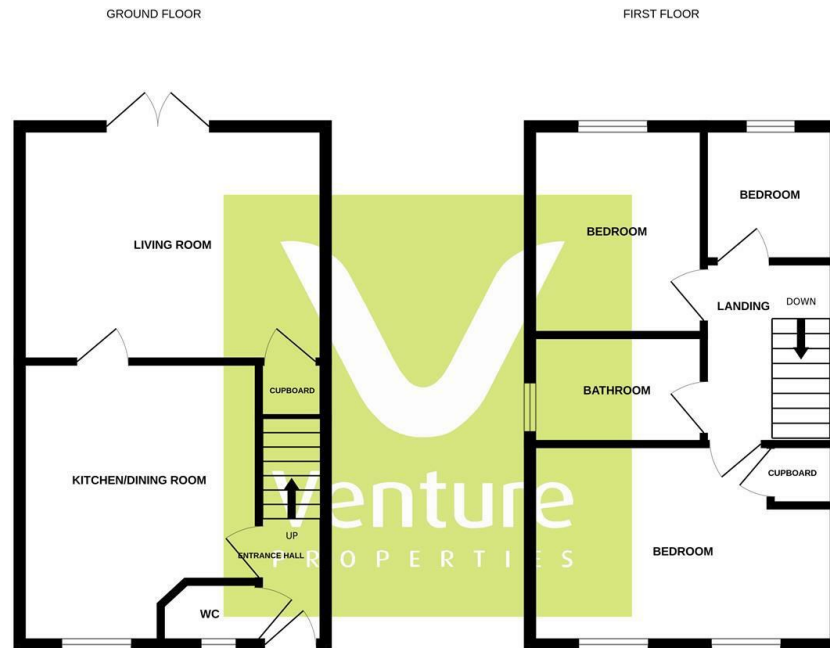 GROUND FLOOR
FIRST FLOOR
LIVING ROOM
CUPBOARD
KITCHEN/DINING ROOM
UP
ENTRANCE HALL
WC
BEDROOM
BEDROOM
LANDING
DOWN
BATHROOM
CUPBOARD
BEDROOM
Venture
PROPERTIES